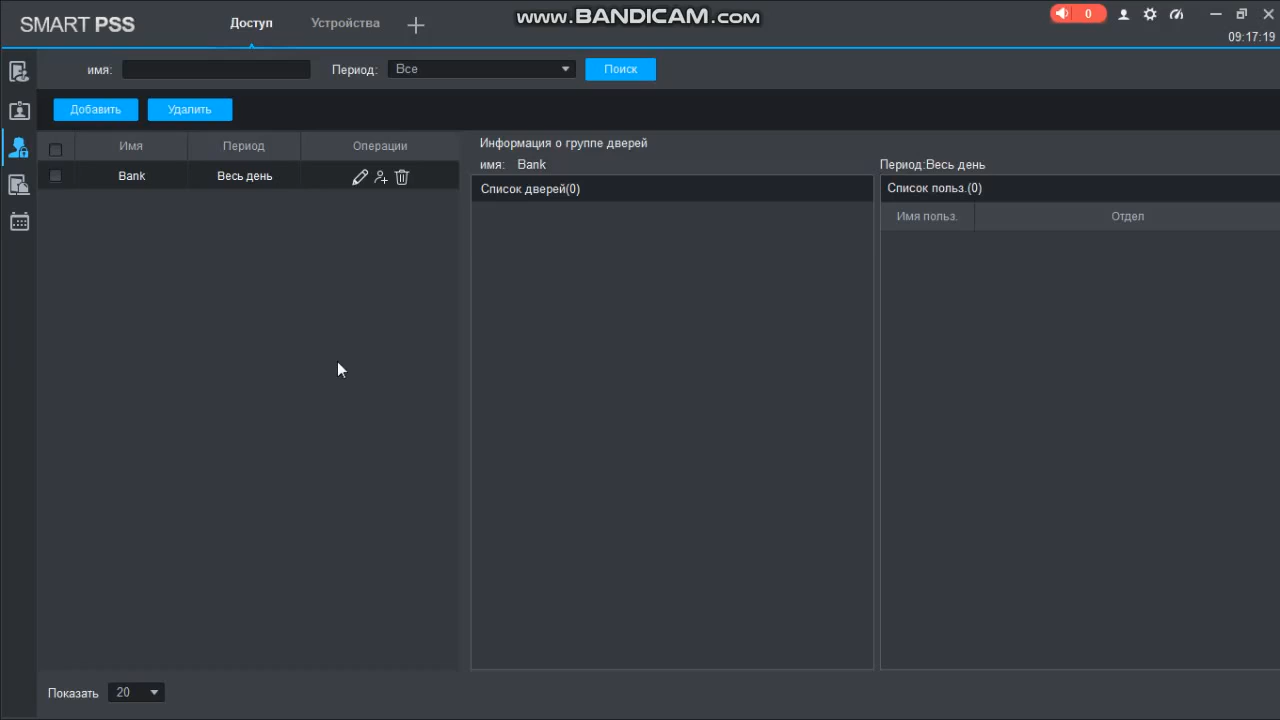 SMART PSS
Доступ
Устройства
www.BANDICAM.com
0
09:17:19
имя:
Период:
Все
Поиск
Добавить
Удалить
Имя
Период
Операции
Bank
Весь день
Информация о группе дверей
имя: Bank
Период:Весь день
Список дверей(0)
Список польз.(0)
Имя польз.
Отдел
Показать
20